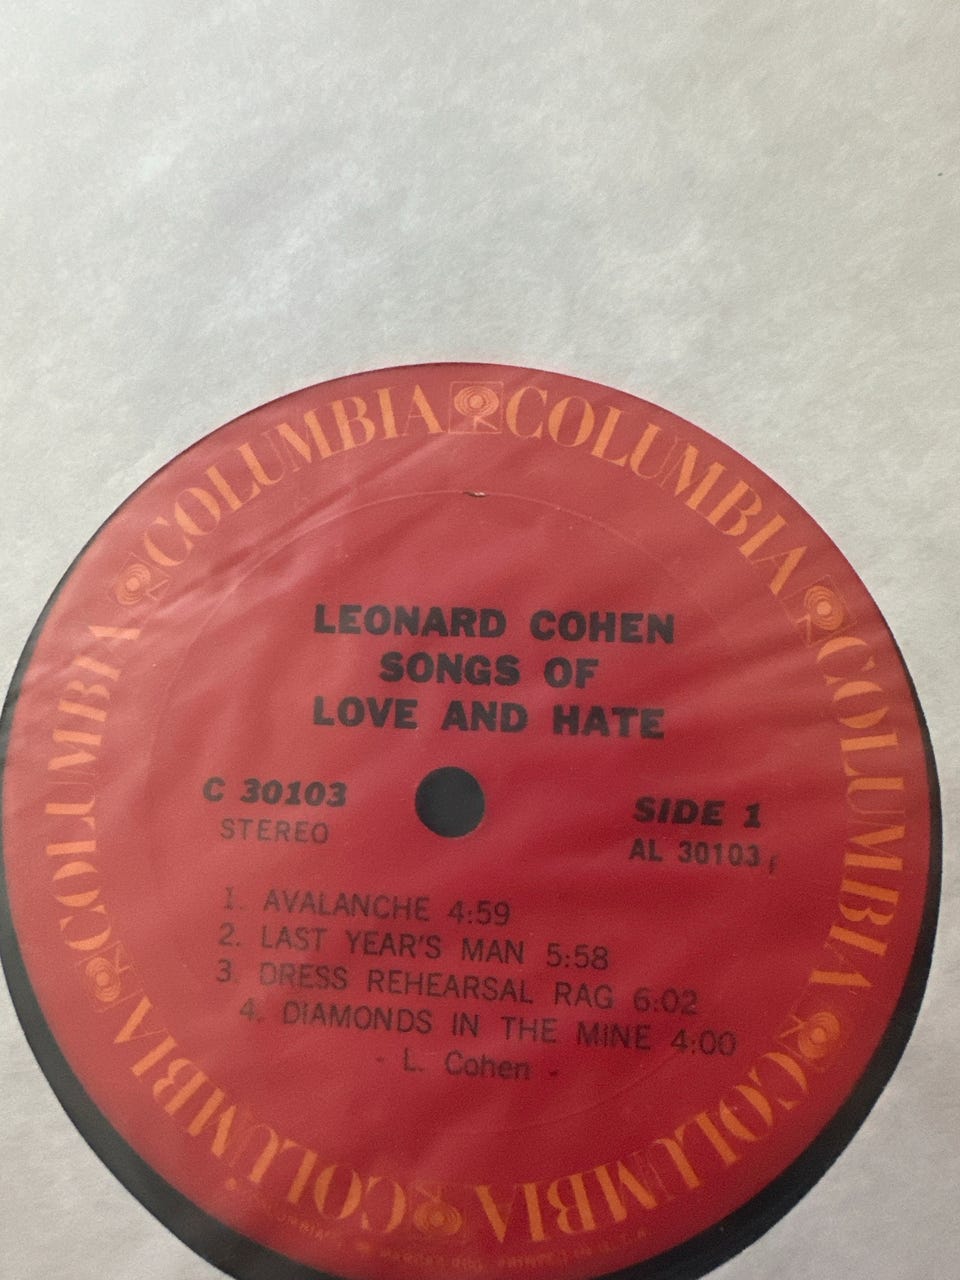 COLUMBIA COLUMBIA COLUMBIA COLUMBIA COLUMBIA COLUMBIA
LEONARD COHEN
SONGS OF
LOVE AND HATE
C 30103
STEREO
SIDE 1
AL 30103
1. AVALANCHE 4:59
2. LAST YEAR'S MAN 5:58
3. DRESS REHEARSAL RAG 6:02
4. DIAMONDS IN THE MINE 4:00
- L. Cohen -